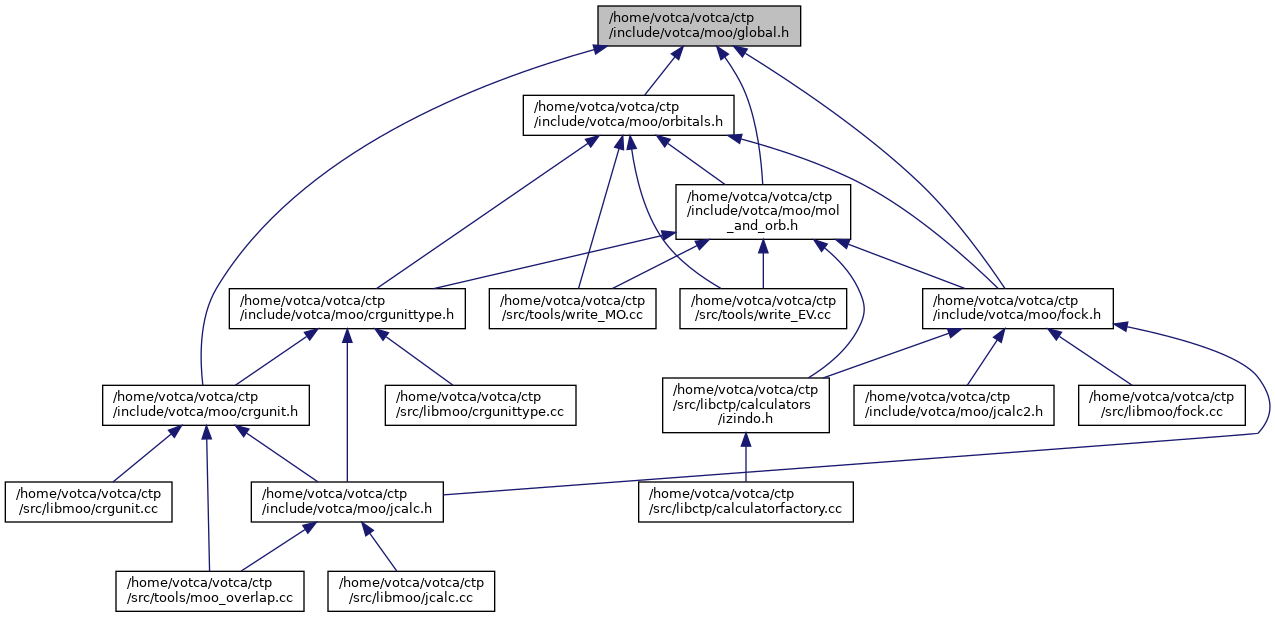 /home/votca/votca/ctp
/include/votca/moo/global.h
/home/votca/votca/ctp
/include/votca/moo/orbitals.h
/home/votca/votca/ctp
/include/votca/moo/mol
_and_orb.h
/home/votca/votca/ctp
/include/votca/moo/crgunittype.h
/home/votca/votca/ctp
/src/tools/write_MO.cc
/home/votca/votca/ctp
/src/tools/write_EV.cc
/home/votca/votca/ctp
/include/votca/moo/fock.h
/home/votca/votca/ctp
/include/votca/moo/crgunit.h
/home/votca/votca/ctp
/src/libmoo/crgunittype.cc
/home/votca/votca/ctp
/src/libctp/calculators
/izindo.h
/home/votca/votca/ctp
/include/votca/moo/jcalc2.h
/home/votca/votca/ctp
/src/libmoo/fock.cc
/home/votca/votca/ctp
/src/libmoo/crgunit.cc
/home/votca/votca/ctp
/include/votca/moo/jcalc.h
/home/votca/votca/ctp
/src/libctp/calculatorfactory.cc
/home/votca/votca/ctp
/src/tools/moo_overlap.cc
/home/votca/votca/ctp
/src/libmoo/jcalc.cc